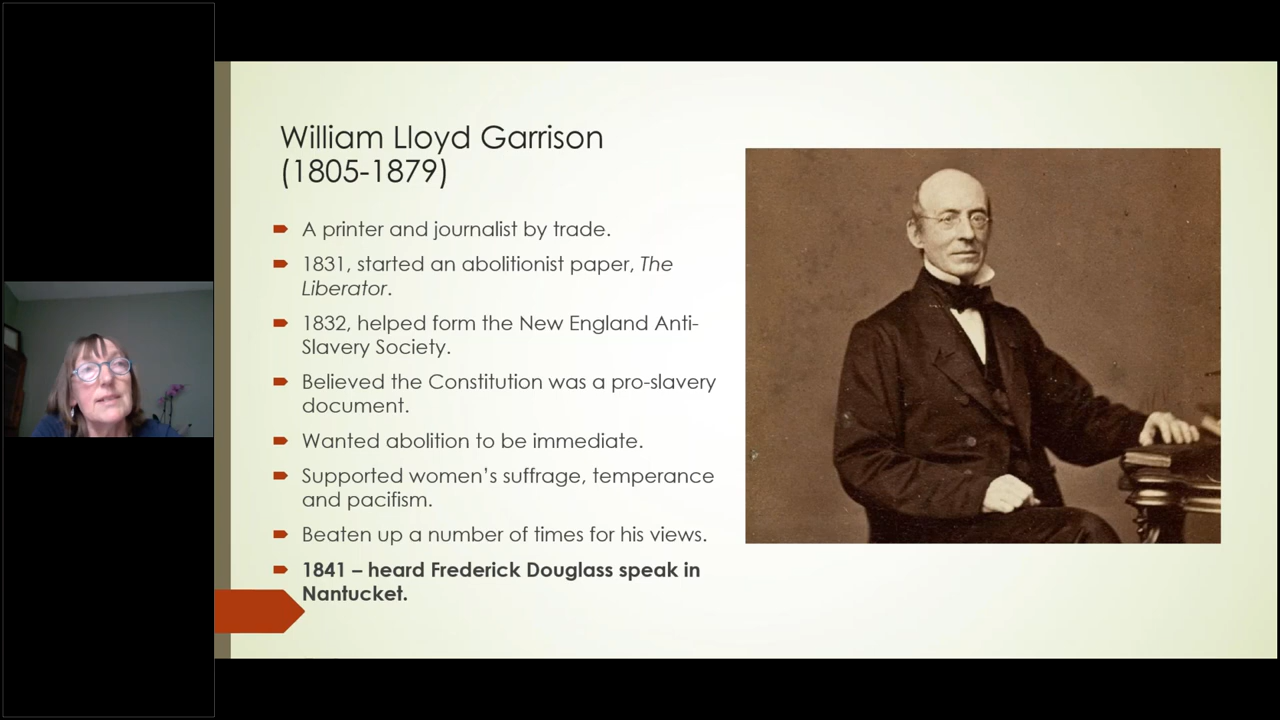 William Lloyd Garrison
(1805-1879)
A printer and journalist by trade.
1831, started an abolitionist paper, The
Liberator.
1832, helped form the New England Anti-
Slavery Society.
Believed the Constitution was a pro-slavery
document.
Wanted abolition to be immediate.
Supported women’s suffrage, temperance
and pacifism.
Beaten up a number of times for his views.
1841 – heard Frederick Douglass speak in
Nantucket.